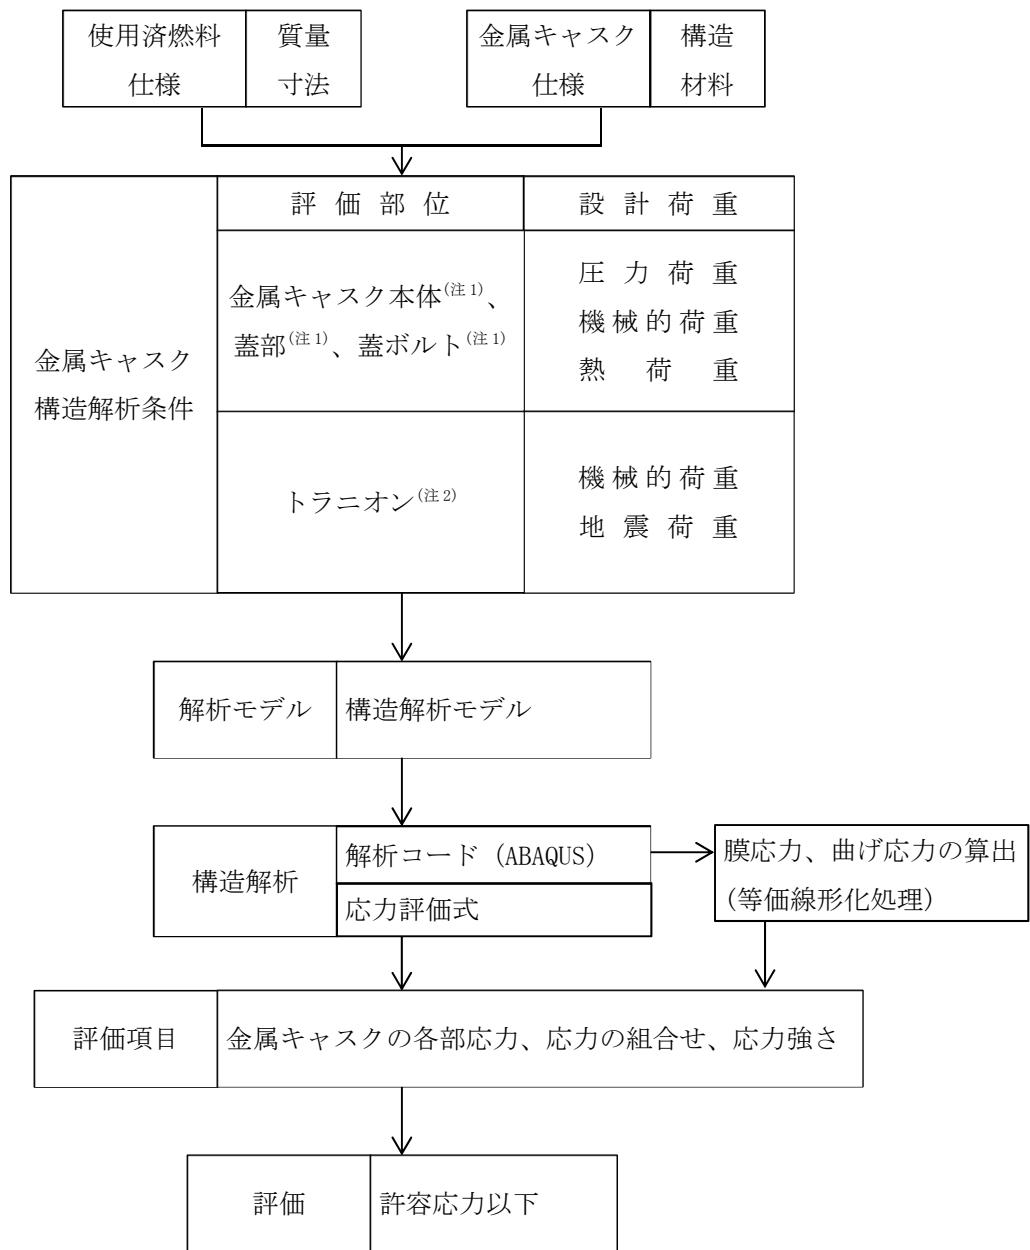 使用済燃料
仕様
質量
寸法
金属キャスク
仕様
構造
材料
金属キャスク
構造解析条件
評 価 部 位
設 計 荷 重
金属キャスク本体(注1)、
蓋部(注1)、蓋ボルト(注1)
圧 力 荷 重
機械的荷重
熱 荷 重
トラニオン(注2)
機械的荷重
地 震 荷 重
解析モデル
構造解析モデル
構造解析
解析コード (ABAQUS)
応力評価式
膜応力、曲げ応力の算出
(等価線形化処理)
評価項目
金属キャスクの各部応力、応力の組合せ、応力強さ
評価
許容応力以下